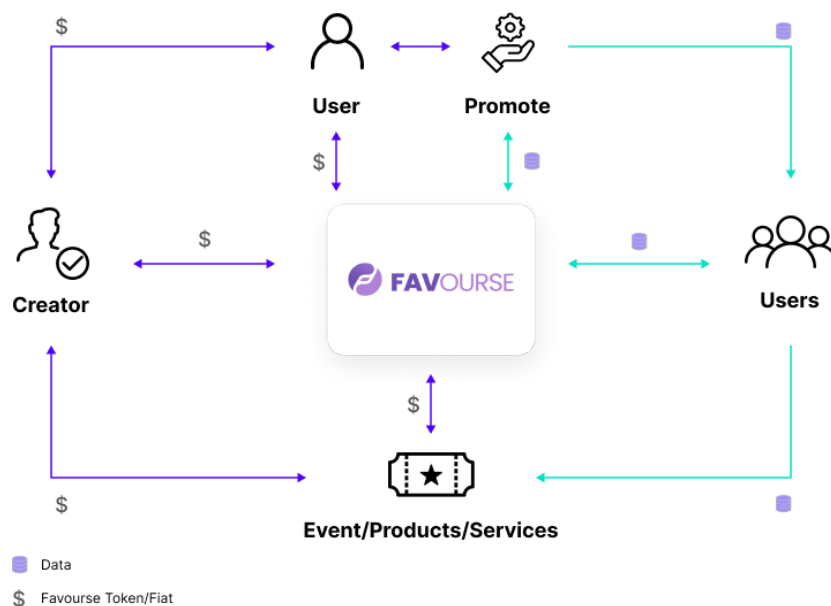 $
User
Promote
$
$
FAVOURSE
Creator
Users
$
Event/Products/Services
$
Data
$ Favourse Token/Fiat